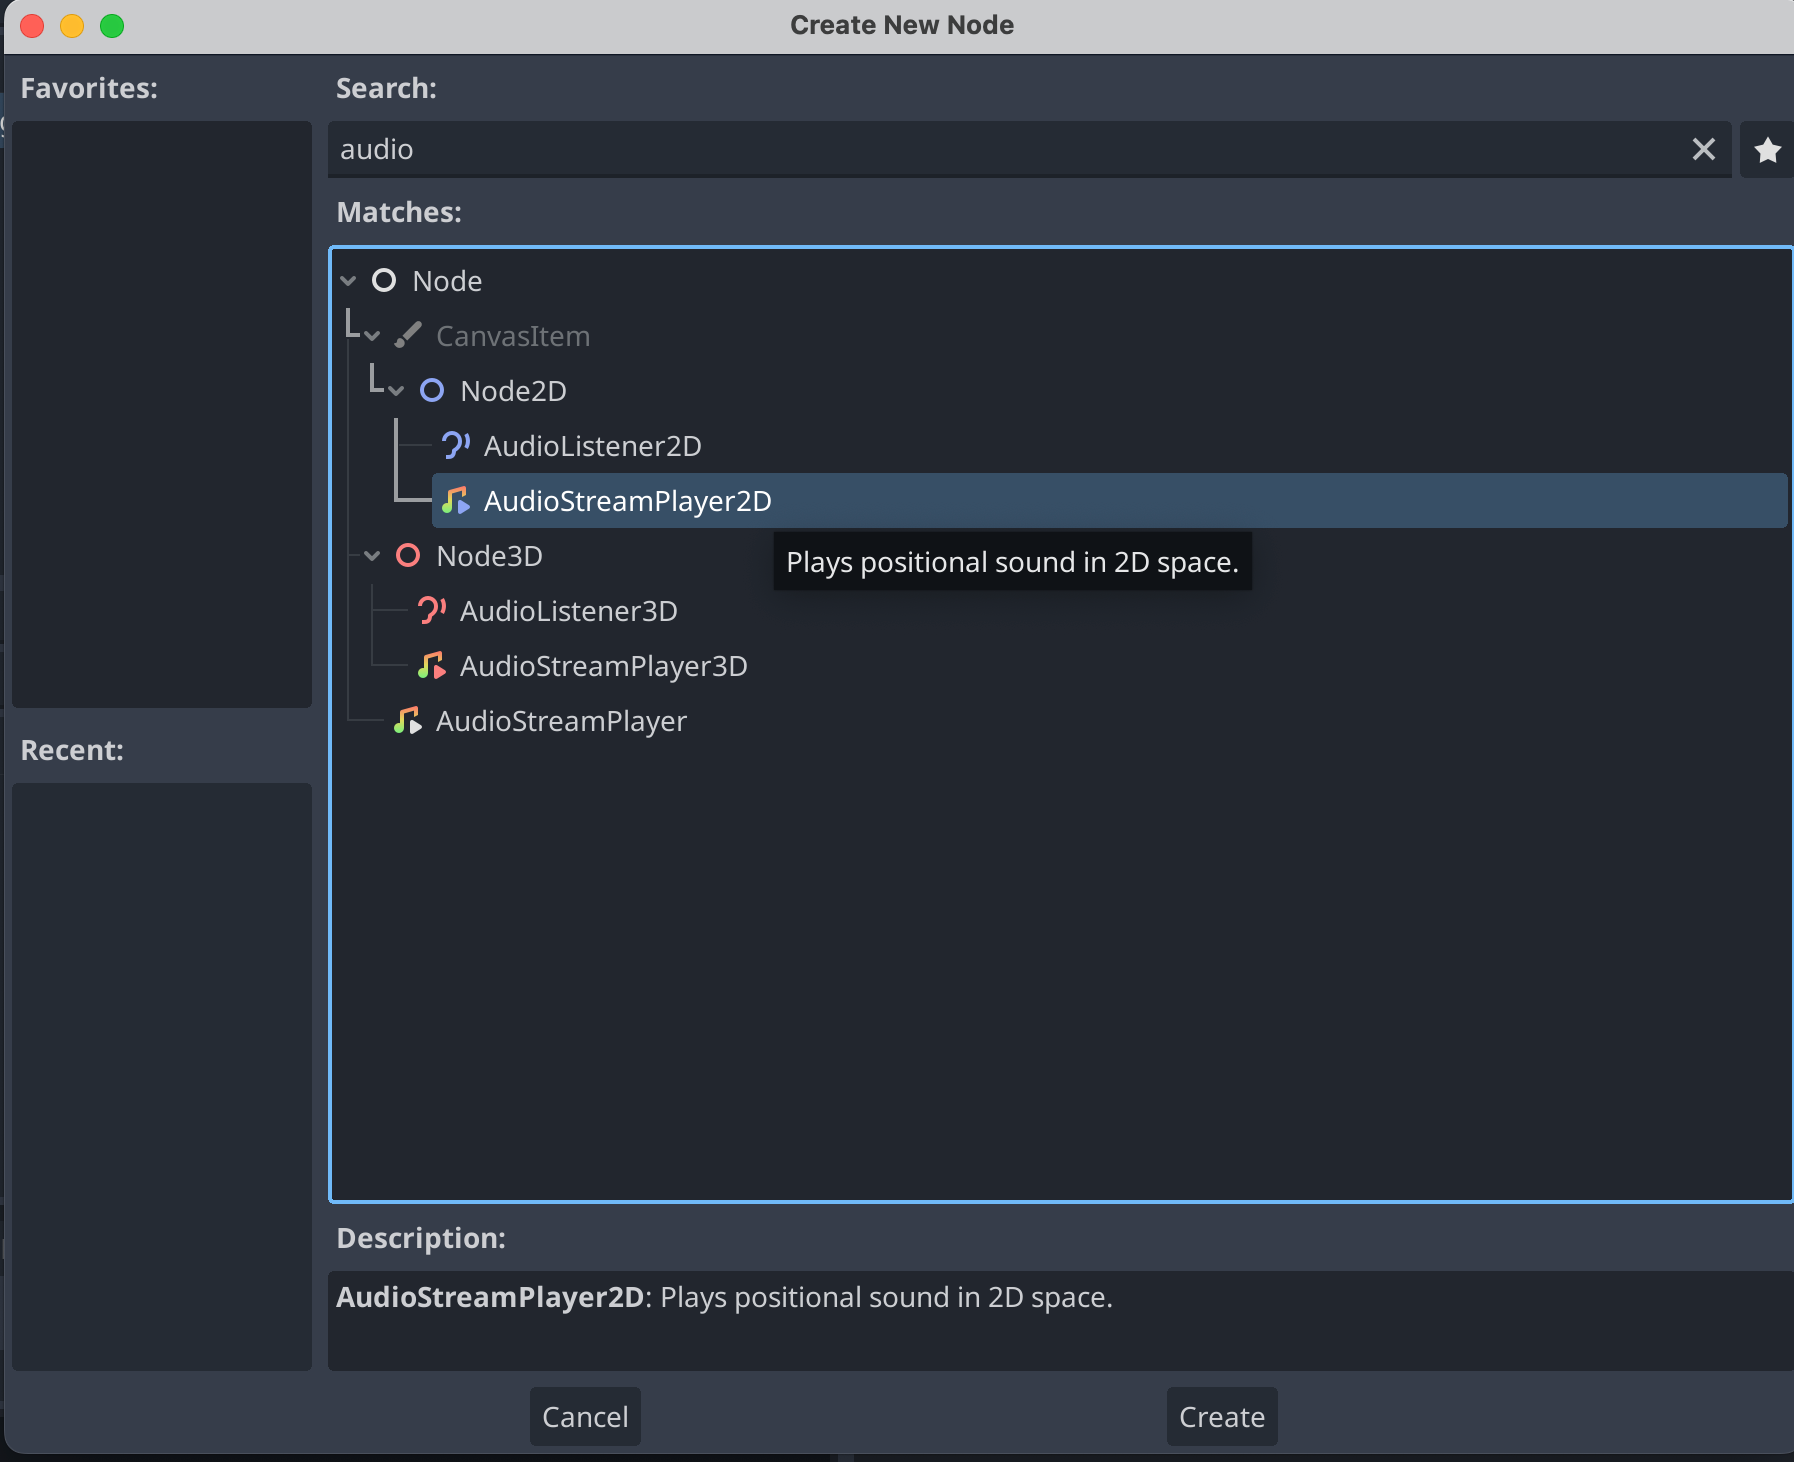 Create New Node
Favorites:
Search:
audio
Matches:
Node
CanvasItem
Node2D
AudioListener2D
AudioStreamPlayer2D
Node3D
Plays positional sound in 2D space.
AudioListener3D
AudioStreamPlayer3D
AudioStreamPlayer
Recent:
Description:
AudioStreamPlayer2D: Plays positional sound in 2D space.
Cancel
Create